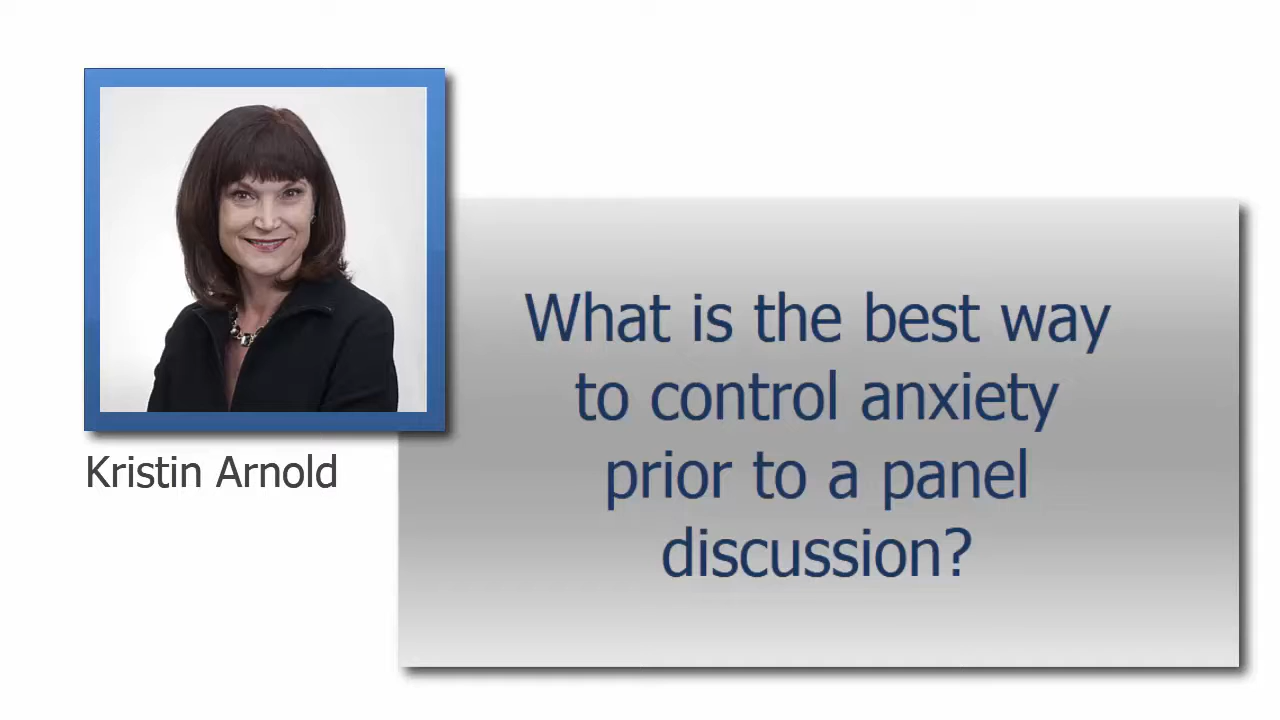 Kristin Arnold
What is the best way
to control anxiety
prior to a panel
discussion?